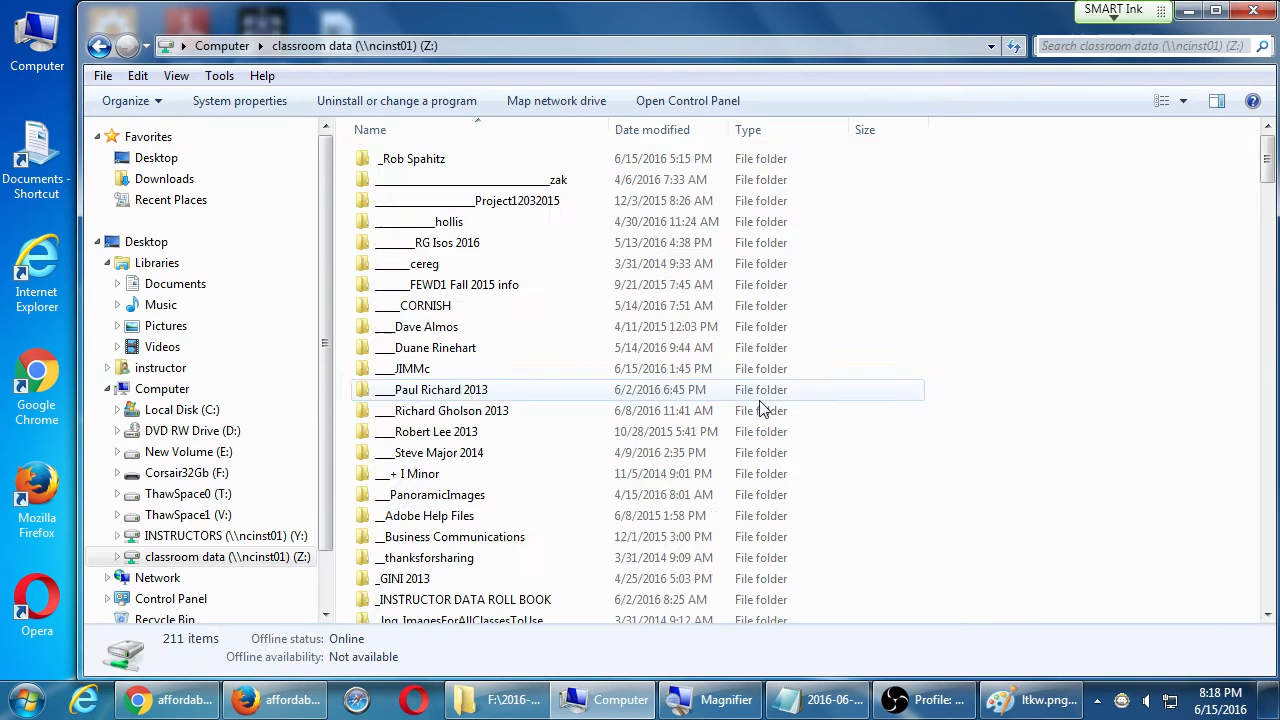 SMART Ink
Computer
Documents -
Shortcut
Internet
Explorer
Google
Chrome
Mozilla
Firefox
Opera
Computer classroom data (\\ncinst01) (Z:)
Search classroom data (\\ncinst01) (Z:)
File Edit View Tools Help
Organize System properties Uninstall or change a program Map network drive Open Control Panel
Favorites
Desktop
Downloads
Recent Places
Desktop
Libraries
Documents
Music
Pictures
Videos
instructor
Computer
Local Disk (C:)
DVD RW Drive (D:)
New Volume (E:)
Corsair32Gb (F:)
ThawSpace0 (T:)
ThawSpace1 (V:)
INSTRUCTORS (\\ncinst01) (Y:)
classroom data (\\ncinst01) (Z:)
Network
Control Panel
Recycle Bin
Name Date modified Type Size
_Rob Spahitz 6/15/2016 5:15 PM File folder
___________________________________zak 4/6/2016 7:33 AM File folder
____________________Project12032015 12/3/2015 8:26 AM File folder
____________hollis 4/30/2016 11:24 AM File folder
________RG Isos 2016 5/13/2016 4:38 PM File folder
_______cereg 3/31/2014 9:33 AM File folder
_______FEWD1 Fall 2015 info 9/21/2015 7:45 AM File folder
_____CORNISH 5/14/2016 7:51 AM File folder
____Dave Almos 4/11/2015 12:03 PM File folder
____Duane Rinehart 5/14/2016 9:44 AM File folder
____JIMMc 6/15/2016 1:45 PM File folder
____Paul Richard 2013 6/2/2016 6:45 PM File folder
____Richard Gholson 2013 6/8/2016 11:41 AM File folder
____Robert Lee 2013 10/28/2015 5:41 PM File folder
____Steve Major 2014 4/9/2016 2:35 PM File folder
___+ I Minor 11/5/2014 9:01 PM File folder
___PanoramicImages 4/15/2016 8:01 AM File folder
__Adobe Help Files 6/8/2015 1:58 PM File folder
__Business Communications 12/1/2015 3:00 PM File folder
__thanksforsharing 3/31/2014 9:09 AM File folder
_GINI 2013 4/25/2016 5:03 PM File folder
_INSTRUCTOR DATA ROLL BOOK 6/2/2016 8:25 AM File folder
_Jpg_ImagesForAllClassesToUse 3/31/2014 9:12 AM File folder
211 items Offline status: Online
Offline availability: Not available
affordab... affordab... F:\2016-... Computer Magnifier 2016-06-... Profile: ... ltkw.png... 8:18 PM
6/15/2016